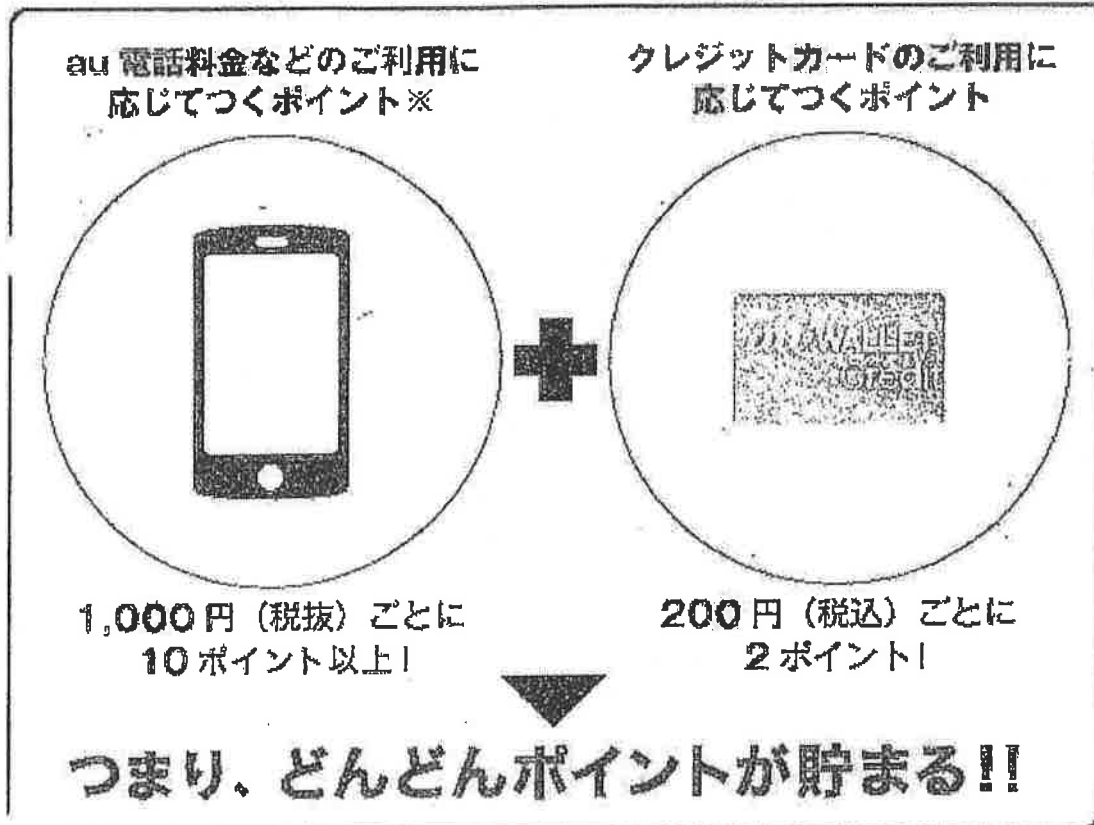 au 電話料金などのご利用に
応じてつくポイント※
クレジットカードのご利用に
応じてつくポイント
WALLET
Credit
1,000円（税抜）ごとに
10ポイント以上！
200円（税込）ごとに
2ポイント！
つまり、どんどんポイントが貯まる!!